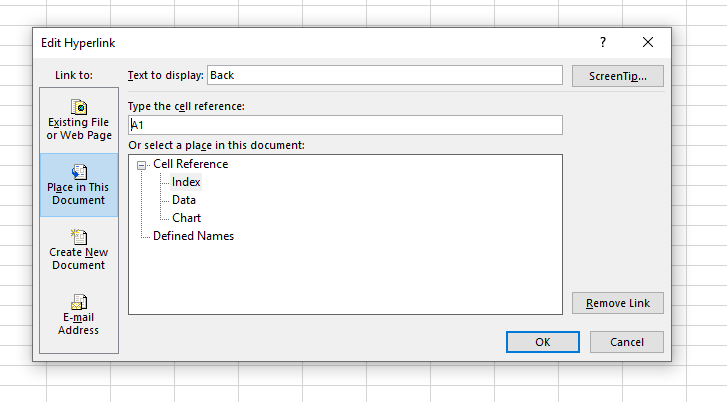 Edit Hyperlink
?
Link to:
Text to display: Back
ScreenTip...
Existing File
or Web Page
Place in This
Document
Create New
Document
E-mail
Address
Type the cell reference:
A1
Or select a place in this document:
Cell Reference
Index
Data
Chart
Defined Names
Remove Link
OK
Cancel